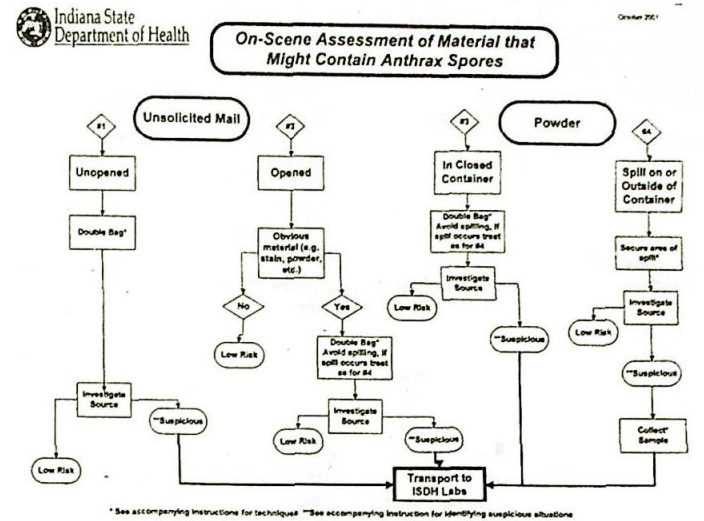 Indiana State
Department of Health
October 2001
On-Scene Assessment of Material that
Might Contain Anthrax Spores
Unsolicited Mail
Powder
#1
#2
#3
#4
Unopened
Opened
In Closed
Container
Spill on or
Outside of
Container
Double Bag*
Obvious
material (e.g.
stain, powder,
etc.)
Double Bag*
Avoid spilling, if
spill occurs treat
as for #4
Secure area of
spill*
No
Yes
Investigate
Source
Low Risk
**Suspicious
Investigate
Source
Low Risk
**Suspicious
Low Risk
Double Bag*
Avoid spilling, if
spill occurs treat
as for #4
Investigate
Source
Low Risk
**Suspicious
Investigate
Source
Low Risk
**Suspicious
Collect*
Sample
Transport to
ISDH Labs
* See accompanying instructions for techniques **See accompanying instruction for identifying suspicious situations